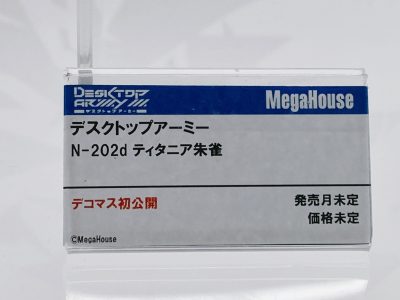 DESKTOP
ARMY
デスクトップアーミー
MegaHouse
デスクトップアーミー
N-202d ティタニア朱雀
デコマス初公開
発売月未定
価格未定
©MegaHouse